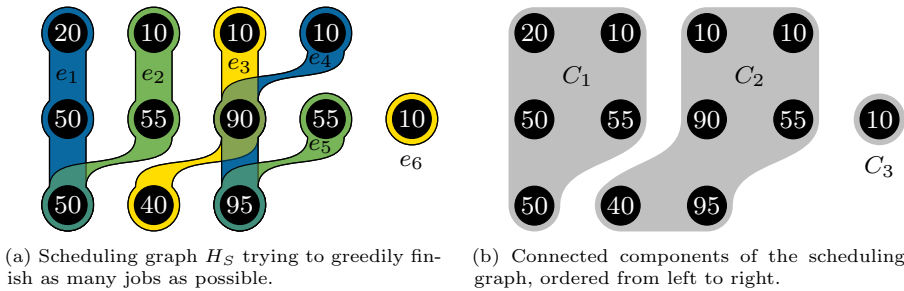 20 10 10 10
e1 e2 e3 e4
50 55 90 55 10
e5 e6
50 40 95
(a) Scheduling graph HS trying to greedily fin-
ish as many jobs as possible.
20 10 10 10
C1 C2
50 55 90 55 10
C3
50 40 95
(b) Connected components of the scheduling
graph, ordered from left to right.